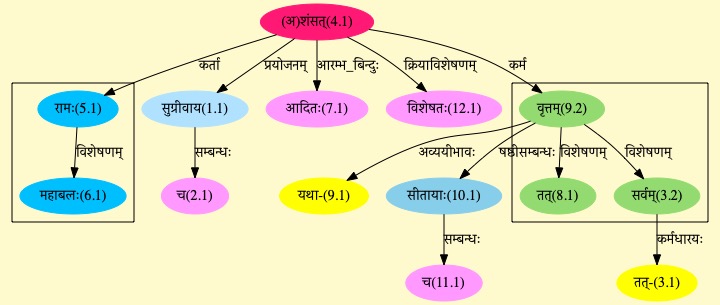 (अ)शंसत्(4.1)
कर्ता
प्रयोजनम्
आरम्भ_बिन्दुः
क्रियाविशेषणम्
कर्म
रामः(5.1)
सुग्रीवाय(1.1)
आदितः(7.1)
विशेषतः(12.1)
वृत्तम्(9.2)
विशेषणम्
सम्बन्धः
अव्ययीभावः
षष्ठीसम्बन्धः
विशेषणम्
विशेषणम्
महाबलः(6.1)
च(2.1)
यथा-(9.1)
सीतायाः(10.1)
तत्(8.1)
सर्वम्(3.2)
सम्बन्धः
कर्मधारयः
च(11.1)
तत्-(3.1)